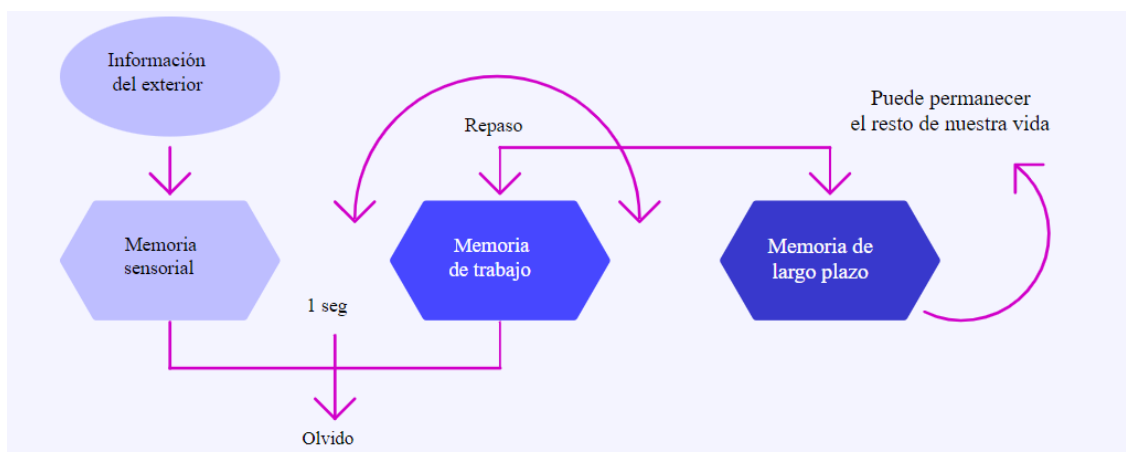 Información
del exterior
Repaso
Puede permanecer
el resto de nuestra vida
Memoria
sensorial
Memoria
de trabajo
Memoria de
largo plazo
1 seg
Olvido